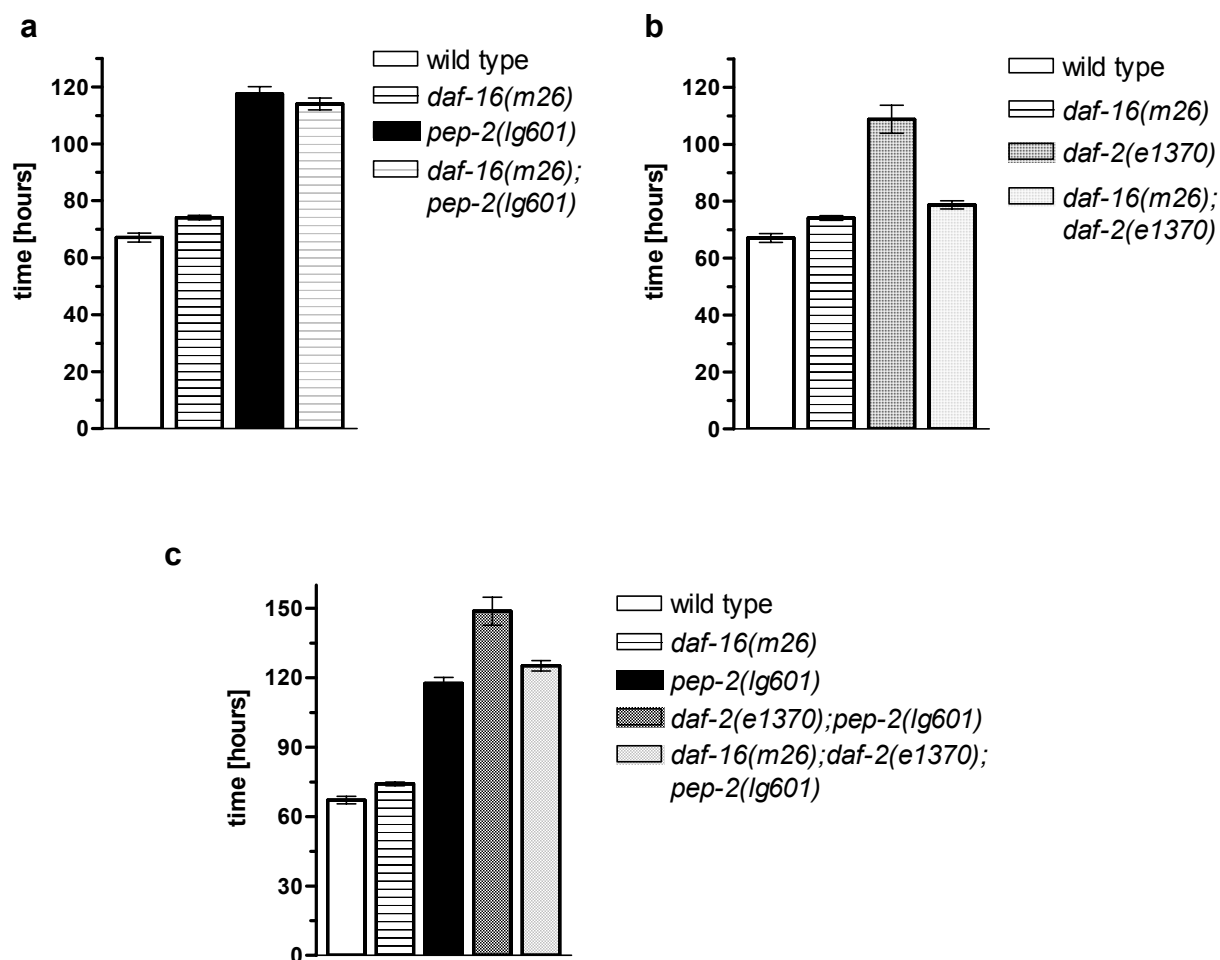 a
time [hours]
120
100
80
60
40
20
0
wild type
daf-16(m26)
pep-2(lg601)
daf-16(m26);
pep-2(lg601)
b
time [hours]
120
100
80
60
40
20
0
wild type
daf-16(m26)
daf-2(e1370)
daf-16(m26);
daf-2(e1370)
c
time [hours]
150
120
90
60
30
0
wild type
daf-16(m26)
pep-2(lg601)
daf-2(e1370);pep-2(lg601)
daf-16(m26);daf-2(e1370);
pep-2(lg601)